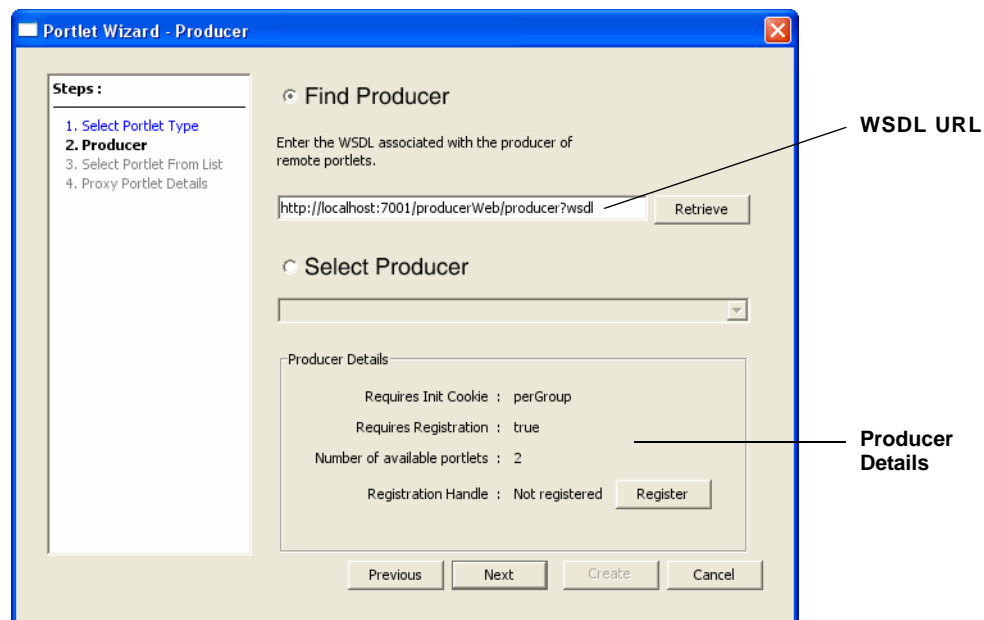 Portlet Wizard - Producer
Steps :
1. Select Portlet Type
2. Producer
3. Select Portlet From List
4. Proxy Portlet Details
Find Producer
Enter the WSDL associated with the producer of
remote portlets.
http://localhost:7001/producerWeb/producer?wsdl
Retrieve
WSDL URL
Select Producer
Producer Details
Requires Init Cookie : perGroup
Requires Registration : true
Number of available portlets : 2
Registration Handle : Not registered
Register
Producer
Details
Previous
Next
Create
Cancel